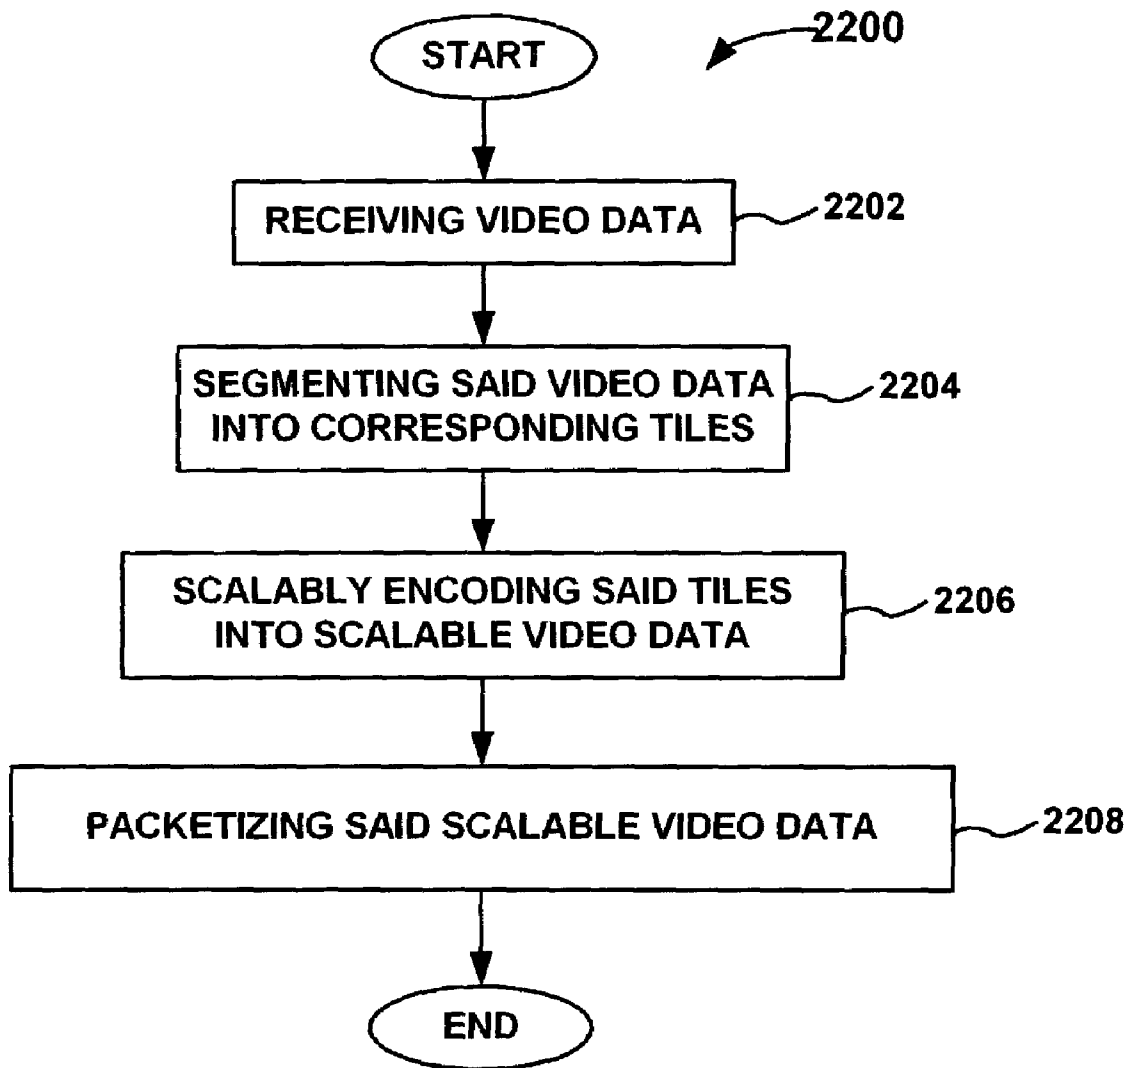 START
2200
RECEIVING VIDEO DATA
2202
SEGMENTING SAID VIDEO DATA
INTO CORRESPONDING TILES
2204
SCALABLY ENCODING SAID TILES
INTO SCALABLE VIDEO DATA
2206
PACKETIZING SAID SCALABLE VIDEO DATA
2208
END